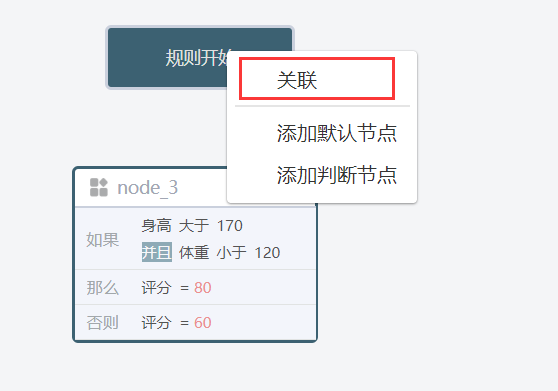 规则开始
关联
添加默认节点
添加判断节点
node_3
如果
身高 大于 170
并且 体重 小于 120
那么 评分 = 80
否则 评分 = 60